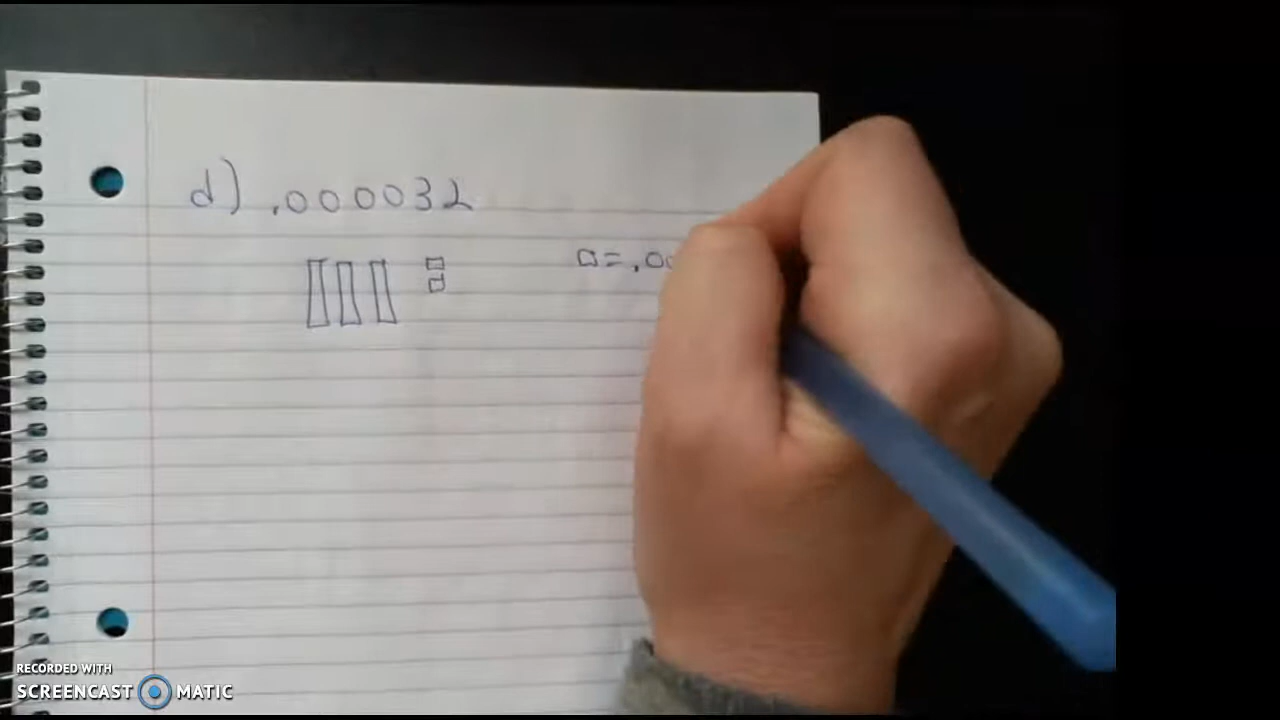 d) .000032
□=.00
RECORDED WITH
SCREENCAST MATIC